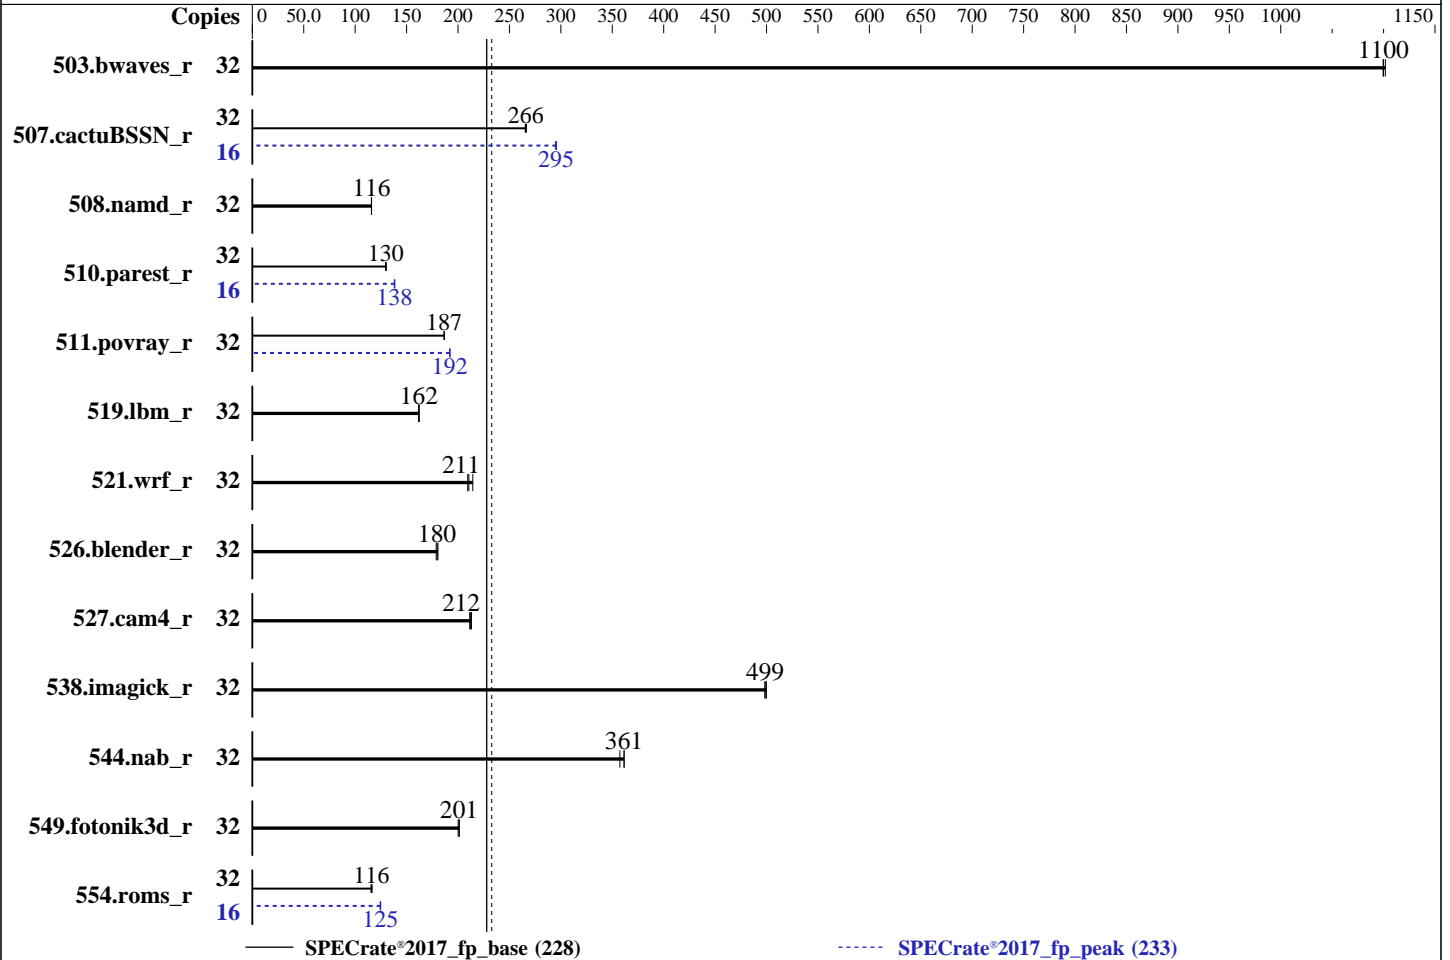 Copies 0 50.0 100 150 200 250 300 350 400 450 500 550 600 650 700 750 800 850 900 950 1000 1150
503.bwaves_r 32 1100
507.cactuBSSN_r 32 266
16 295
508.namd_r 32 116
510.parest_r 32 130
16 138
511.povray_r 32 187
192
519.lbm_r 32 162
521.wrf_r 32 211
526.blender_r 32 180
527.cam4_r 32 212
538.imagick_r 32 499
544.nab_r 32 361
549.fotonik3d_r 32 201
554.roms_r 32 116
16 125
SPECrate®2017_fp_base (228) SPECrate®2017_fp_peak (233)